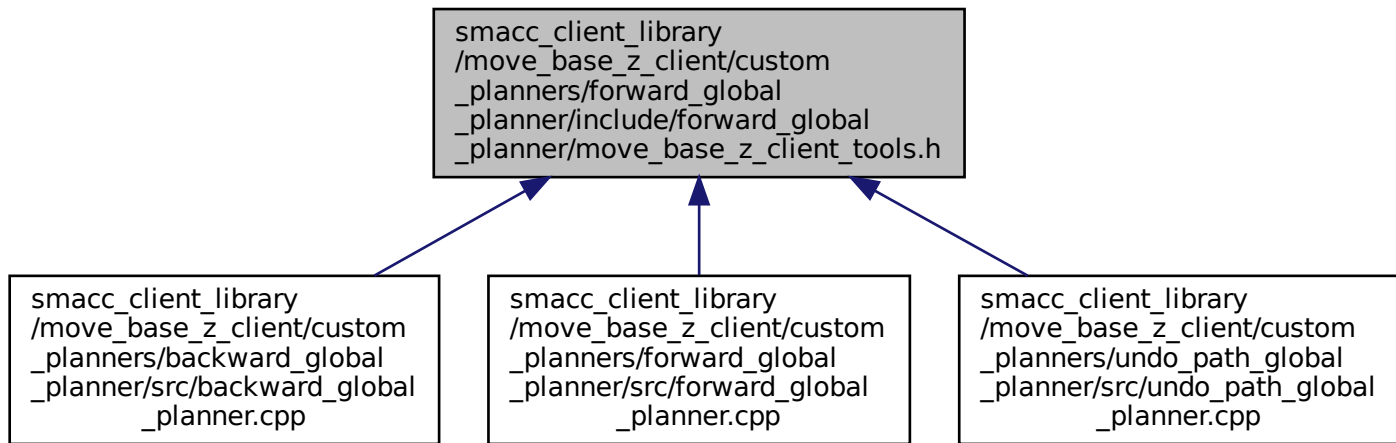 smacc_client_library
/move_base_z_client/custom
_planners/forward_global
_planner/include/forward_global
_planner/move_base_z_client_tools.h
smacc_client_library
/move_base_z_client/custom
_planners/backward_global
_planner/src/backward_global
_planner.cpp
smacc_client_library
/move_base_z_client/custom
_planners/forward_global
_planner/src/forward_global
_planner.cpp
smacc_client_library
/move_base_z_client/custom
_planners/undo_path_global
_planner/src/undo_path_global
_planner.cpp